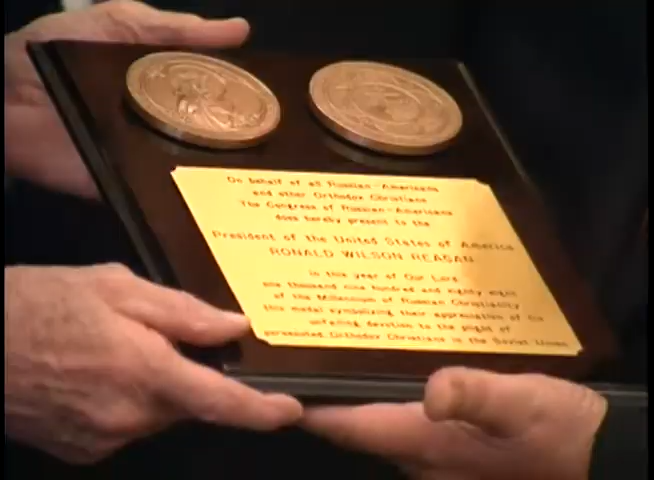 On behalf of all Russian-Americans
and other Orthodox Christians
The Congress of Russian-Americans
does hereby present to the
President of the United States of America
RONALD WILSON REAGAN
in this year of Our Lord
one thousand and eighty eight
of the Millennium of Russian Christianity
this medal symbolizing their appreciation of his
untiring devotion to the plight of
persecuted Orthodox Christians in the Soviet Union